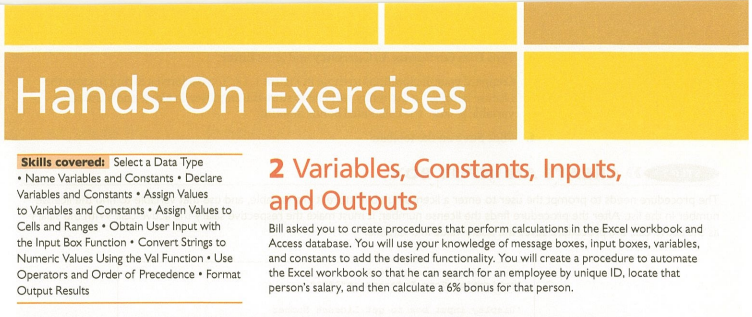 Hands-On Exercises
Skills covered: Select a Data Type
• Name Variables and Constants • Declare
Variables and Constants • Assign Values
to Variables and Constants • Assign Values to
Cells and Ranges • Obtain User Input with
the Input Box Function • Convert Strings to
Numeric Values Using the Val Function • Use
Operators and Order of Precedence • Format
Output Results
2 Variables, Constants, Inputs,
and Outputs
Bill asked you to create procedures that perform calculations in the Excel workbook and
Access database. You will use your knowledge of message boxes, input boxes, variables,
and constants to add the desired functionality. You will create a procedure to automate
the Excel workbook so that he can search for an employee by unique ID, locate that
person's salary, and then calculate a 6% bonus for that person.